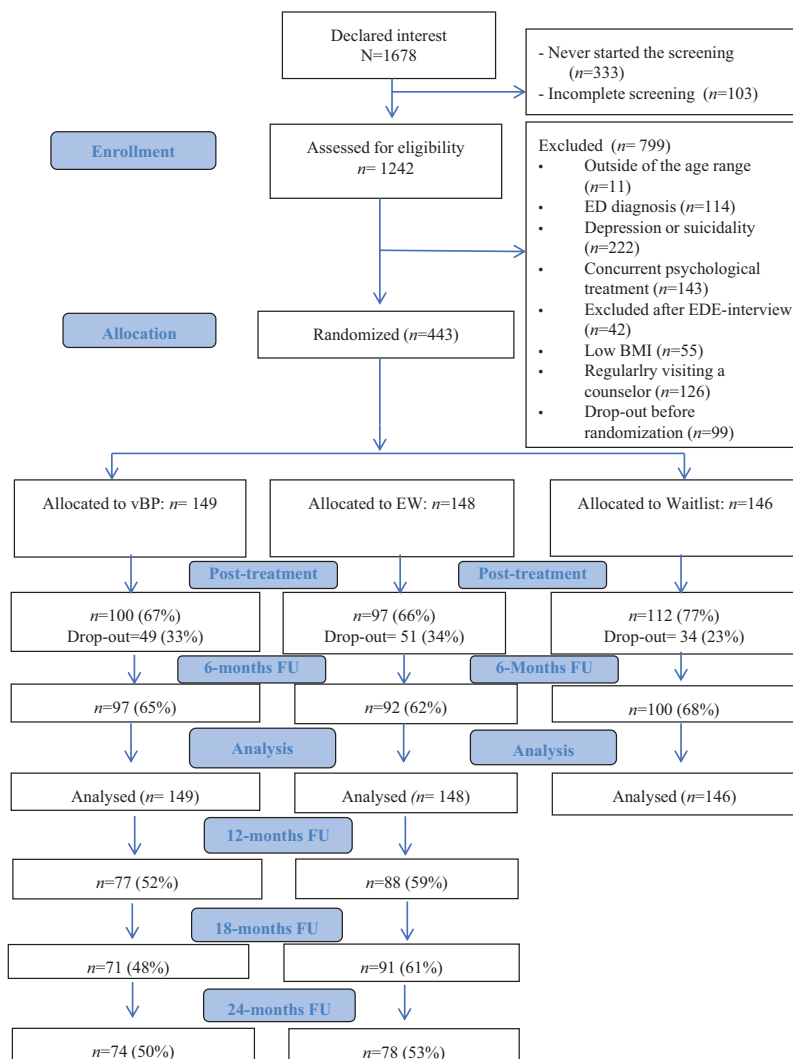 Declared interest
N=1678
- Never started the screening
(n=333)
- Incomplete screening (n=103)
Enrollment
Assessed for eligibility
n= 1242
Excluded (n= 799)
• Outside of the age range
(n=11)
• ED diagnosis (n=114)
• Depression or suicidality
(n=222)
• Concurrent psychological
treatment (n=143)
• Excluded after EDE-interview
(n=42)
• Low BMI (n=55)
• Regularlry visiting a
counselor (n=126)
• Drop-out before
randomization (n=99)
Allocation
Randomized (n=443)
Allocated to vBP: n= 149
Allocated to EW: n=148
Allocated to Waitlist: n=146
Post-treatment
Post-treatment
n=100 (67%)
Drop-out=49 (33%)
n=97 (66%)
Drop-out= 51 (34%)
n=112 (77%)
Drop-out= 34 (23%)
6-months FU
6-Months FU
n=97 (65%)
n=92 (62%)
n=100 (68%)
Analysis
Analysis
Analysed (n= 149)
Analysed (n= 148)
Analysed (n=146)
12-months FU
n=77 (52%)
n=88 (59%)
18-months FU
n=71 (48%)
n=91 (61%)
24-months FU
n=74 (50%)
n=78 (53%)